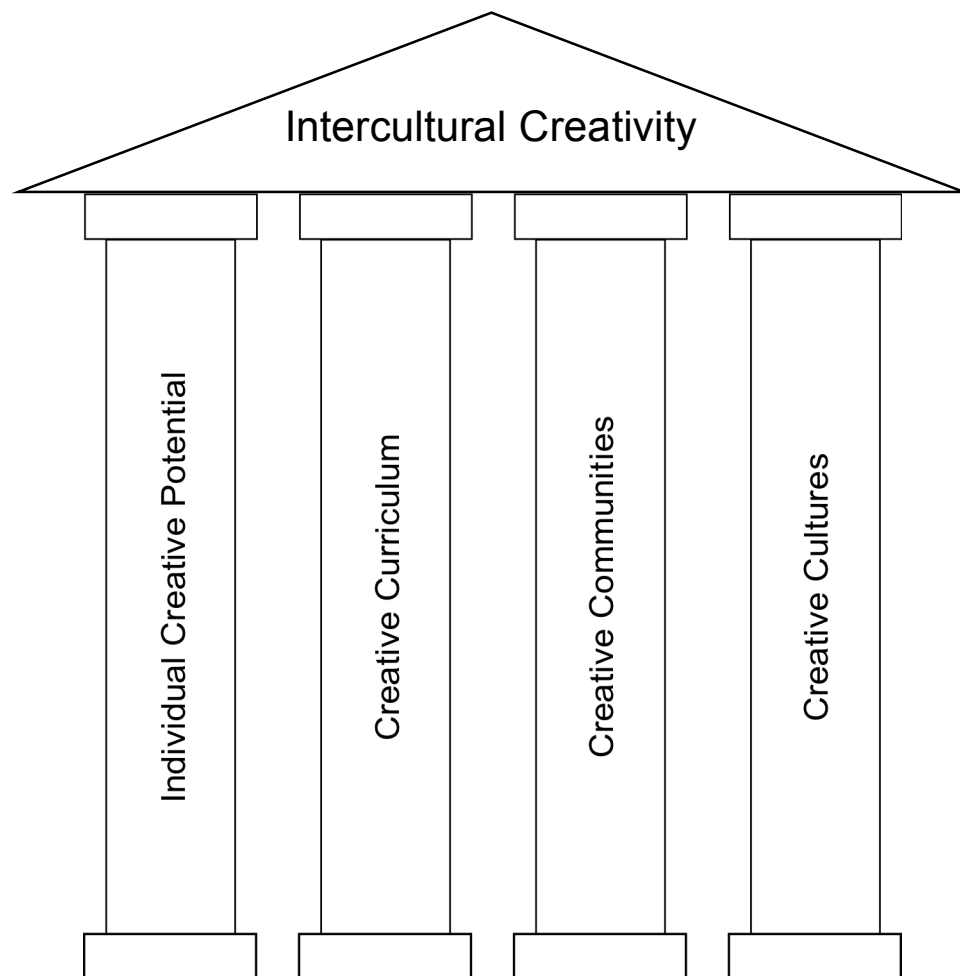 Intercultural Creativity
Individual Creative Potential
Creative Curriculum
Creative Communities
Creative Cultures